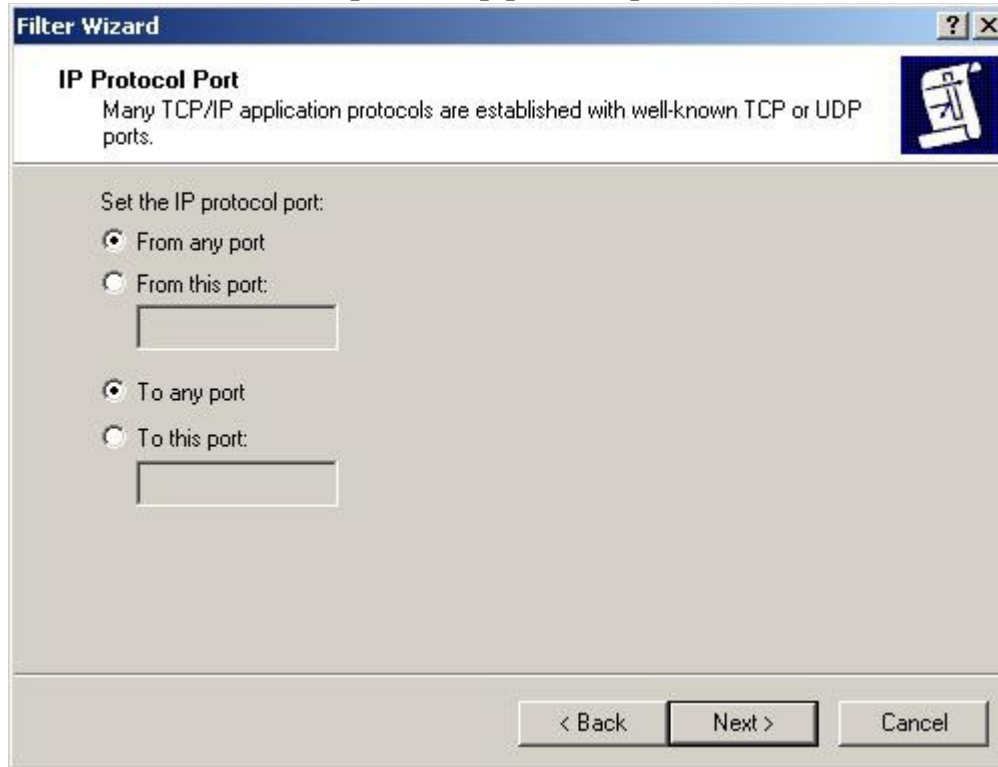 Filter Wizard
IP Protocol Port
Many TCP/IP application protocols are established with well-known TCP or UDP
ports.
Set the IP protocol port:
From any port
From this port:
To any port
To this port:
< Back
Next >
Cancel